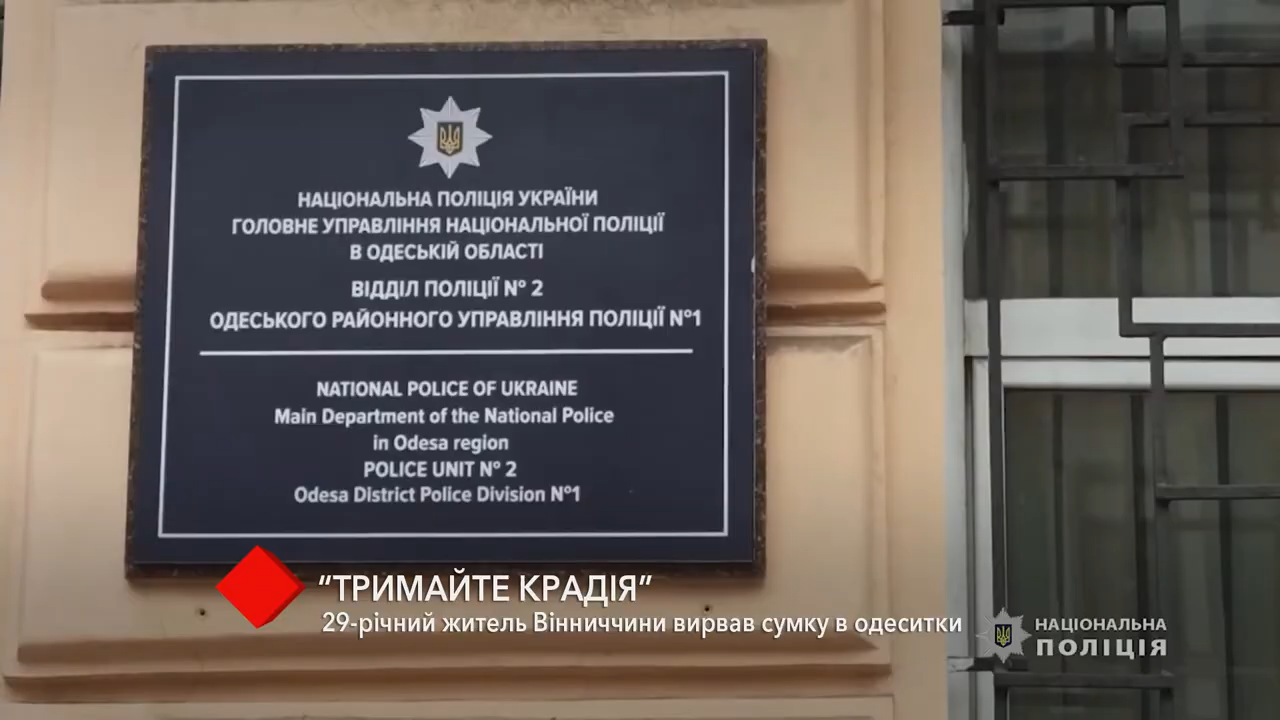 НАЦІОНАЛЬНА ПОЛІЦІЯ УКРАЇНИ
ГОЛОВНЕ УПРАВЛІННЯ НАЦІОНАЛЬНОЇ ПОЛІЦІЇ
В ОДЕСЬКІЙ ОБЛАСТІ
ВІДДІЛ ПОЛІЦІЇ № 2
ОДЕСЬКОГО РАЙОННОГО УПРАВЛІННЯ ПОЛІЦІЇ №1
NATIONAL POLICE OF UKRAINE
Main Department of the National Police
in Odesa region
POLICE UNIT N° 2
Odesa District Police Division N°1
“ТРИМАЙТЕ КРАДІЯ”
29-річний житель Вінниччини вирвав сумку в одеситки
НАЦІОНАЛЬНА
ПОЛІЦІЯ